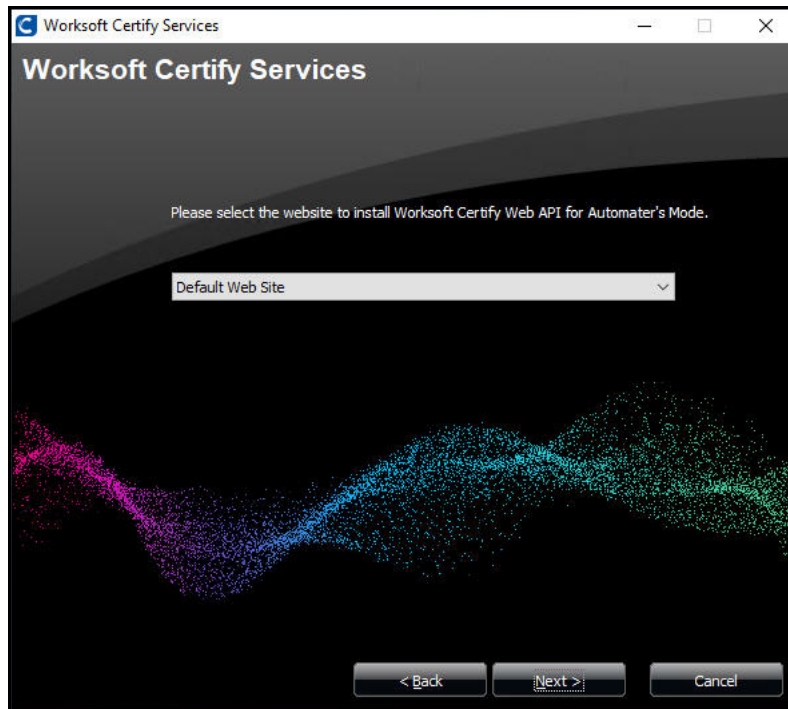 Worksoft Certify Services
Worksoft Certify Services
Please select the website to install Worksoft Certify Web API for Automater's Mode.
Default Web Site
< Back
Next >
Cancel